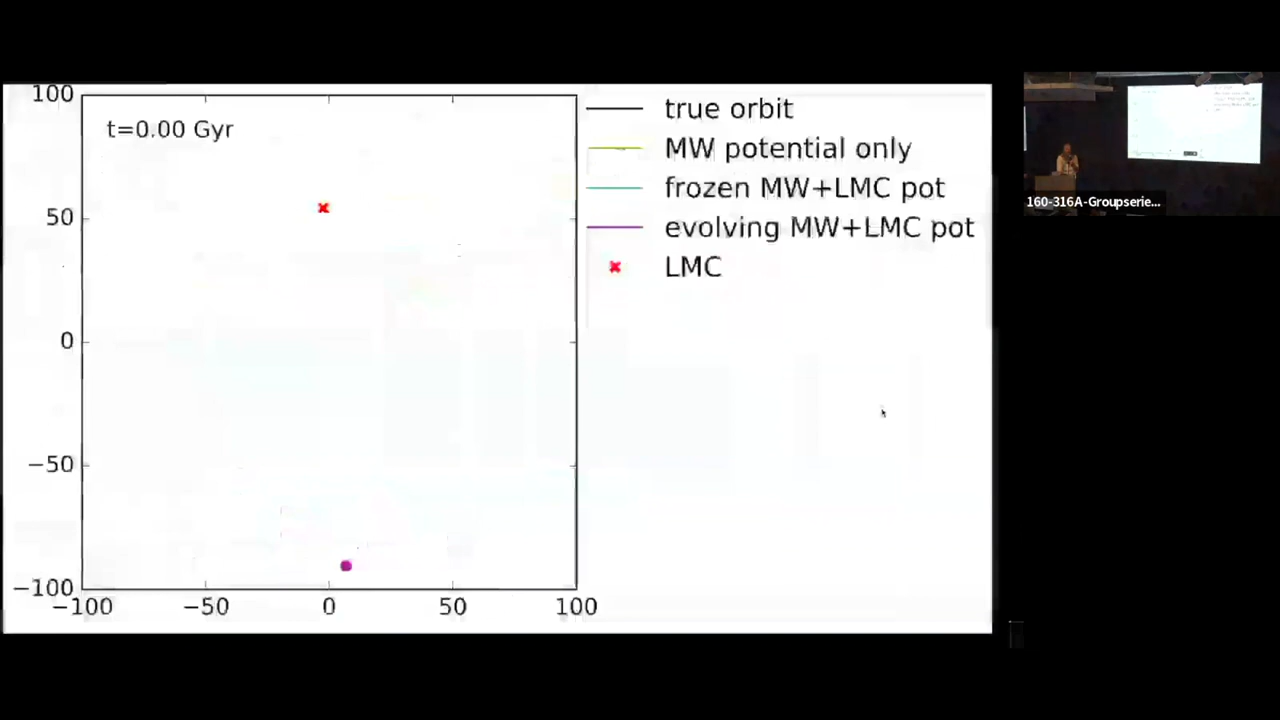 100
50
0
−50
−100
−100
−50
0
50
100
t=0.00 Gyr
true orbit
MW potential only
frozen MW+LMC pot
evolving MW+LMC pot
LMC
160-316A-Groupserie...